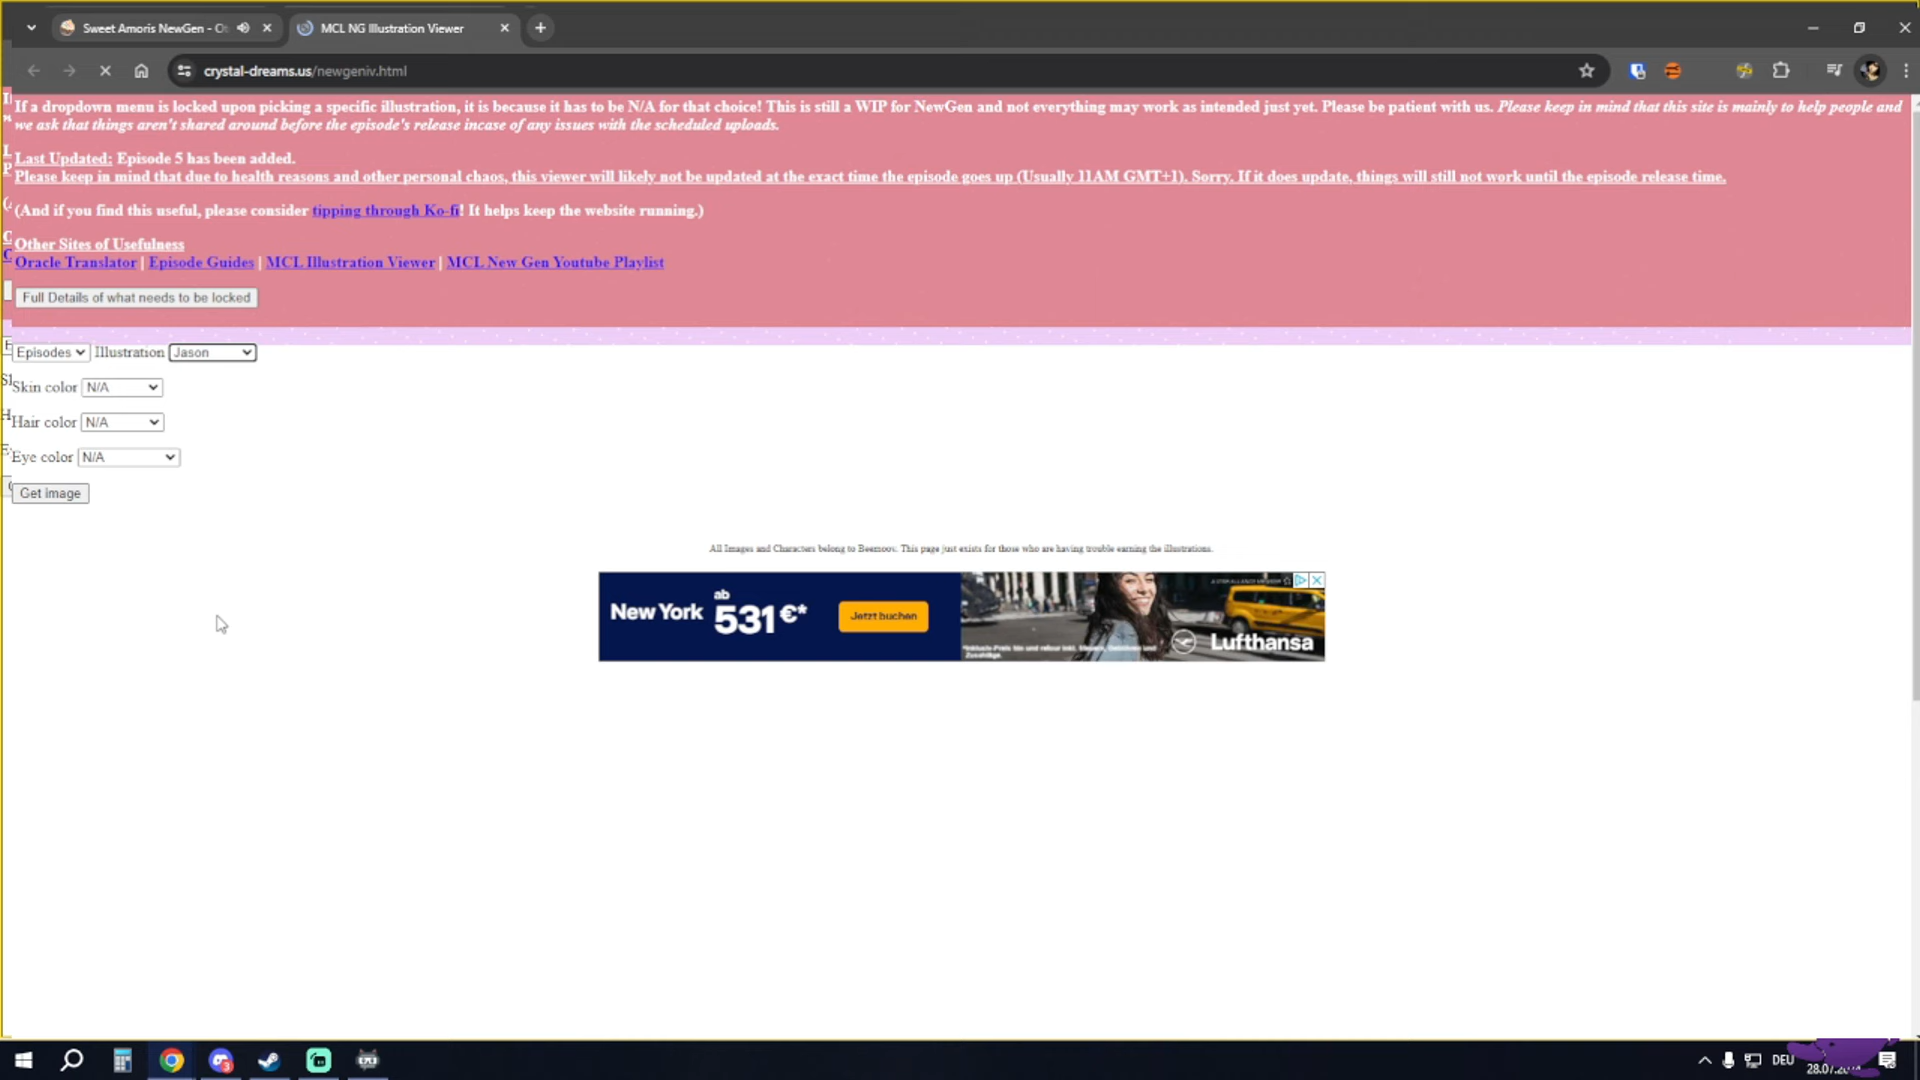 Sweet Amoris NewGen - Ot
MCL NG Illustration Viewer
crystal-dreams.us/newgeniv.html
If a dropdown menu is locked upon picking a specific illustration, it is because it has to be N/A for that choice! This is still a WIP for NewGen and not everything may work as intended just yet. Please be patient with us. Please keep in mind that this site is mainly to help people and
we ask that things aren't shared around before the episode's release incase of any issues with the scheduled uploads.
Last Updated: Episode 5 has been added.
Please keep in mind that due to health reasons and other personal chaos, this viewer will likely not be updated at the exact time the episode goes up (Usually 11AM GMT+1). Sorry. If it does update, things will still not work until the episode release time.
(And if you find this useful, please consider tipping through Ko-fi! It helps keep the website running.)
Other Sites of Usefulness
Oracle Translator | Episode Guides | MCL Illustration Viewer | MCL New Gen Youtube Playlist
Full Details of what needs to be locked
Episodes Illustration Jason
Skin color N/A
Hair color N/A
Eye color N/A
Get image
All Images and Characters belong to Beemoov. This page just exists for those who are having trouble earning the illustrations.
New York ab 531€*
Jetzt buchen
Lufthansa
DEU